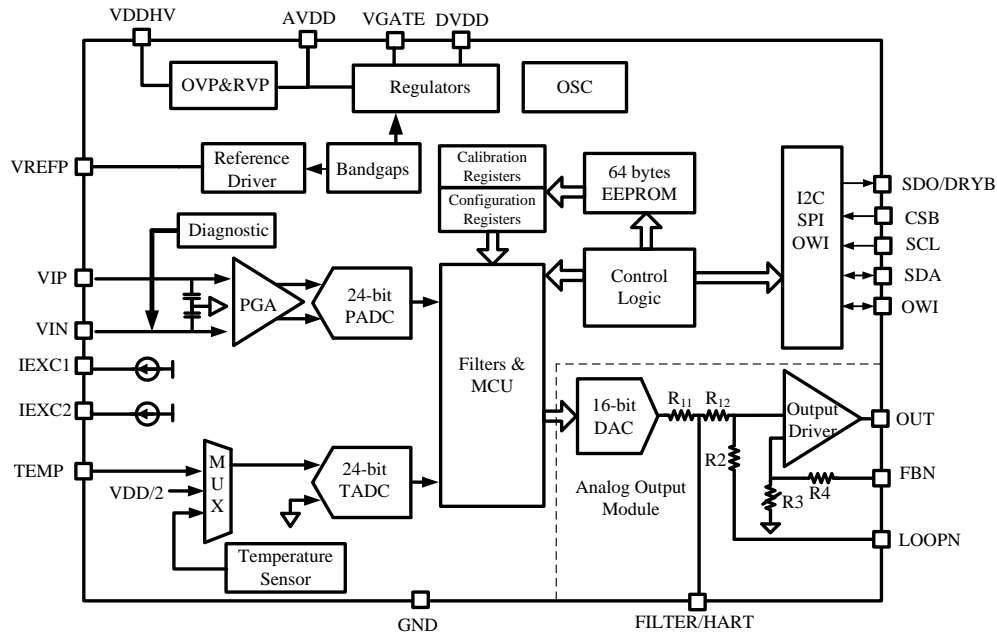 VDDHV
AVDD
VGATE
DVDD
OVP&RVP
Regulators
OSC
VREFP
Reference
Driver
Bandgaps
Calibration
Registers
Configuration
Registers
64 bytes
EEPROM
I2C
SPI
OWI
SDO/DRYB
CSB
SCL
SDA
OWI
Diagnostic
VIP
VIN
PGA
24-bit
PADC
Control
Logic
IEXC1
IEXC2
Filters &
MCU
16-bit
DAC
R11
R12
Output
Driver
OUT
TEMP
VDD/2
M
U
X
24-bit
TADC
R2
R4
FBN
R3
Analog Output
Module
LOOPN
Temperature
Sensor
GND
FILTER/HART